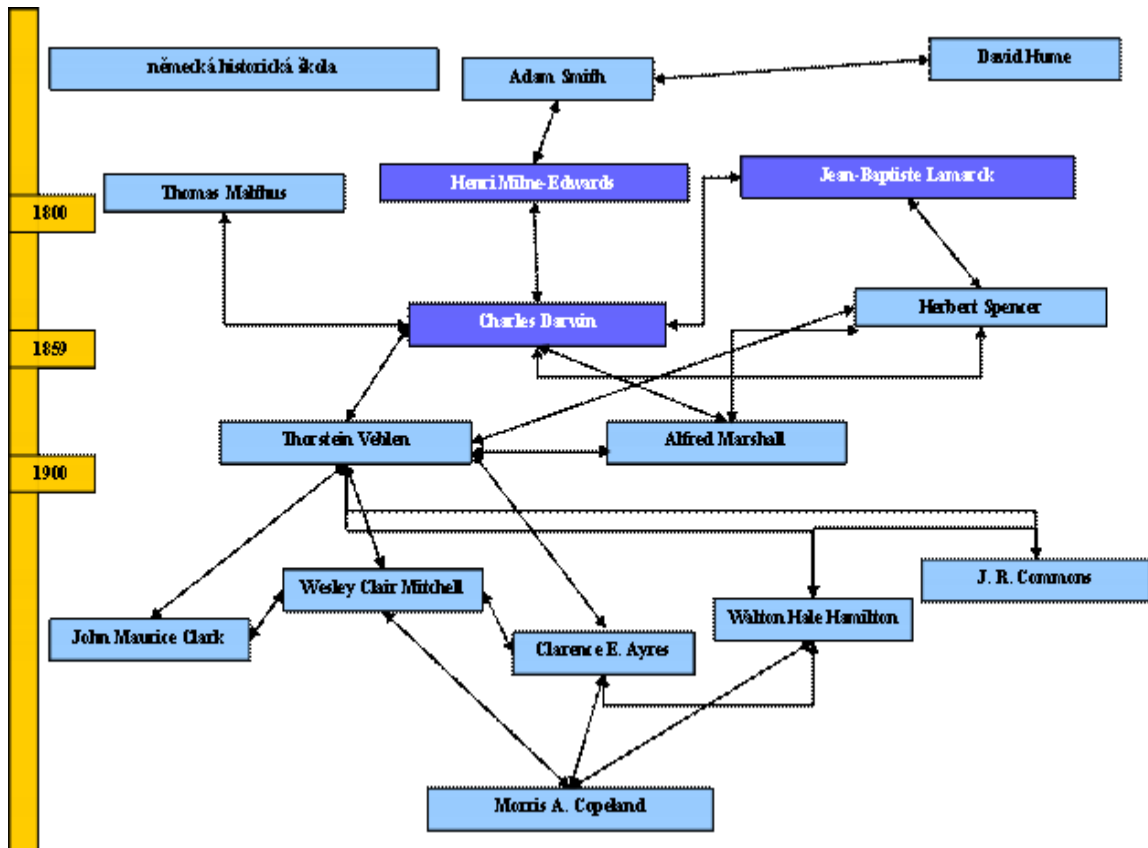 německá historická škola
Adam Smith
David Hume
Henri Milne-Edwards
Jean-Baptiste Lamarck
Thomas Malthus
1800
Herbert Spencer
Charles Darwin
1859
Thorstein Veblen
Alfred Marshall
1900
J. R. Commons
Wesley Clair Mitchell
Walton Hale Hamilton
John Maurice Clark
Clarence E. Ayres
Morris A. Copeland